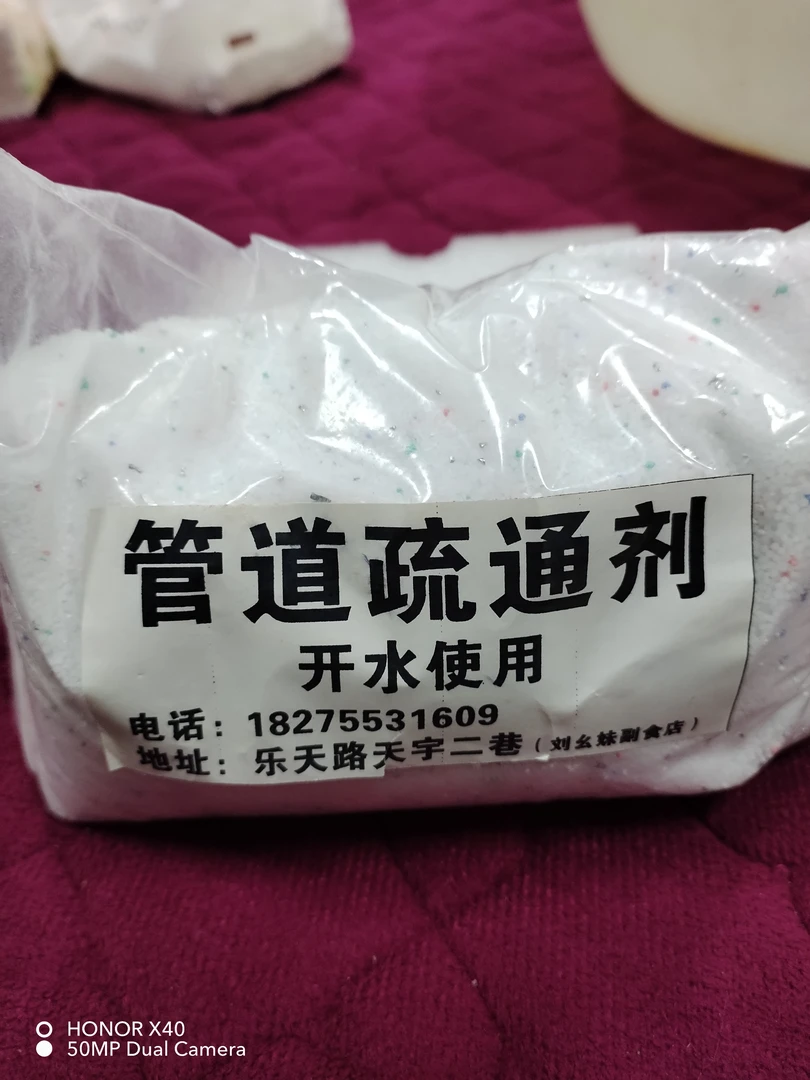 管道疏通剂
开水使用
电话：18275531609
地址：乐天路天宇二巷（刘幺妹副食店）
HONOR X40
50MP Dual Camera